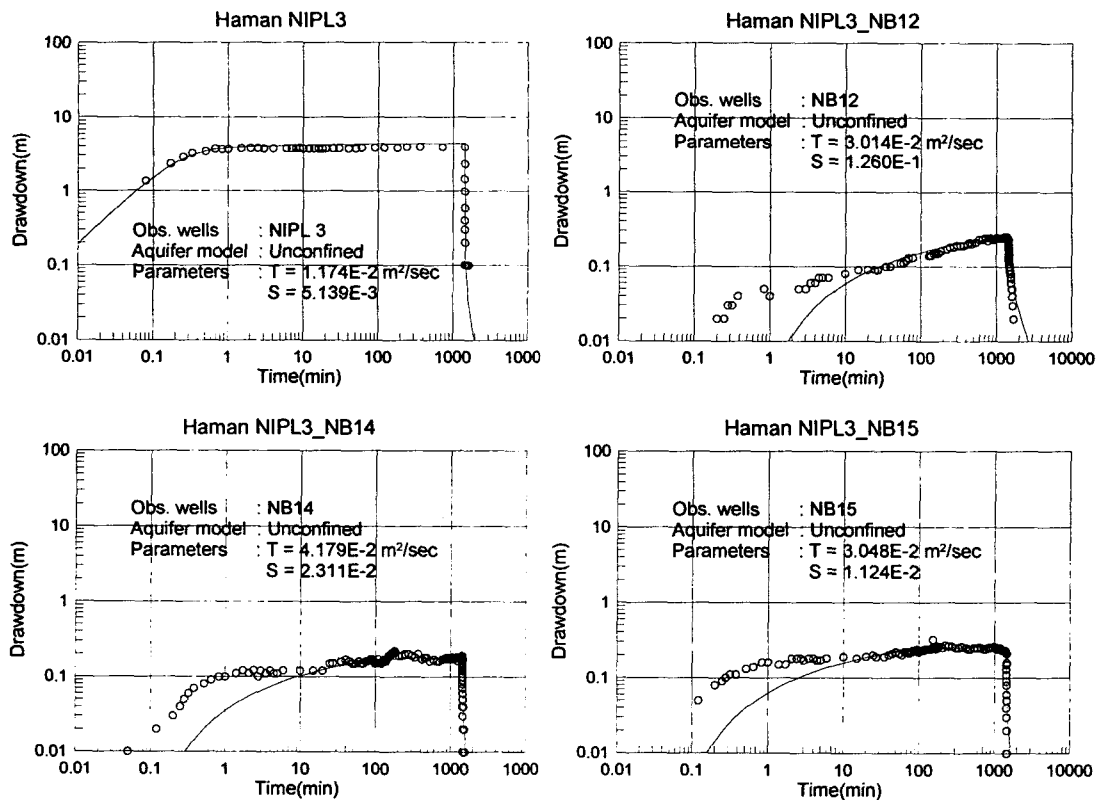 Haman NIPL3
100
10
1
0.1
0.01
Drawdown(m)
Obs. wells : NIPL 3
Aquifer model : Unconfined
Parameters : T = 1.174E-2 m²/sec
S = 5.139E-3
0.01 0.1 1 10 100 1000 10000
Time(min)
Haman NIPL3_NB12
100
10
1
0.1
0.01
Drawdown(m)
Obs. wells : NB12
Aquifer model : Unconfined
Parameters : T = 3.014E-2 m²/sec
S = 1.260E-1
0.01 0.1 1 10 100 1000 10000
Time(min)
Haman NIPL3_NB14
100
10
1
0.1
0.01
Drawdown(m)
Obs. wells : NB14
Aquifer model : Unconfined
Parameters : T = 4.179E-2 m²/sec
S = 2.311E-2
0.01 0.1 1 10 100 1000 10000
Time(min)
Haman NIPL3_NB15
100
10
1
0.1
0.01
Drawdown(m)
Obs. wells : NB15
Aquifer model : Unconfined
Parameters : T = 3.048E-2 m²/sec
S = 1.124E-2
0.01 0.1 1 10 100 1000 10000
Time(min)